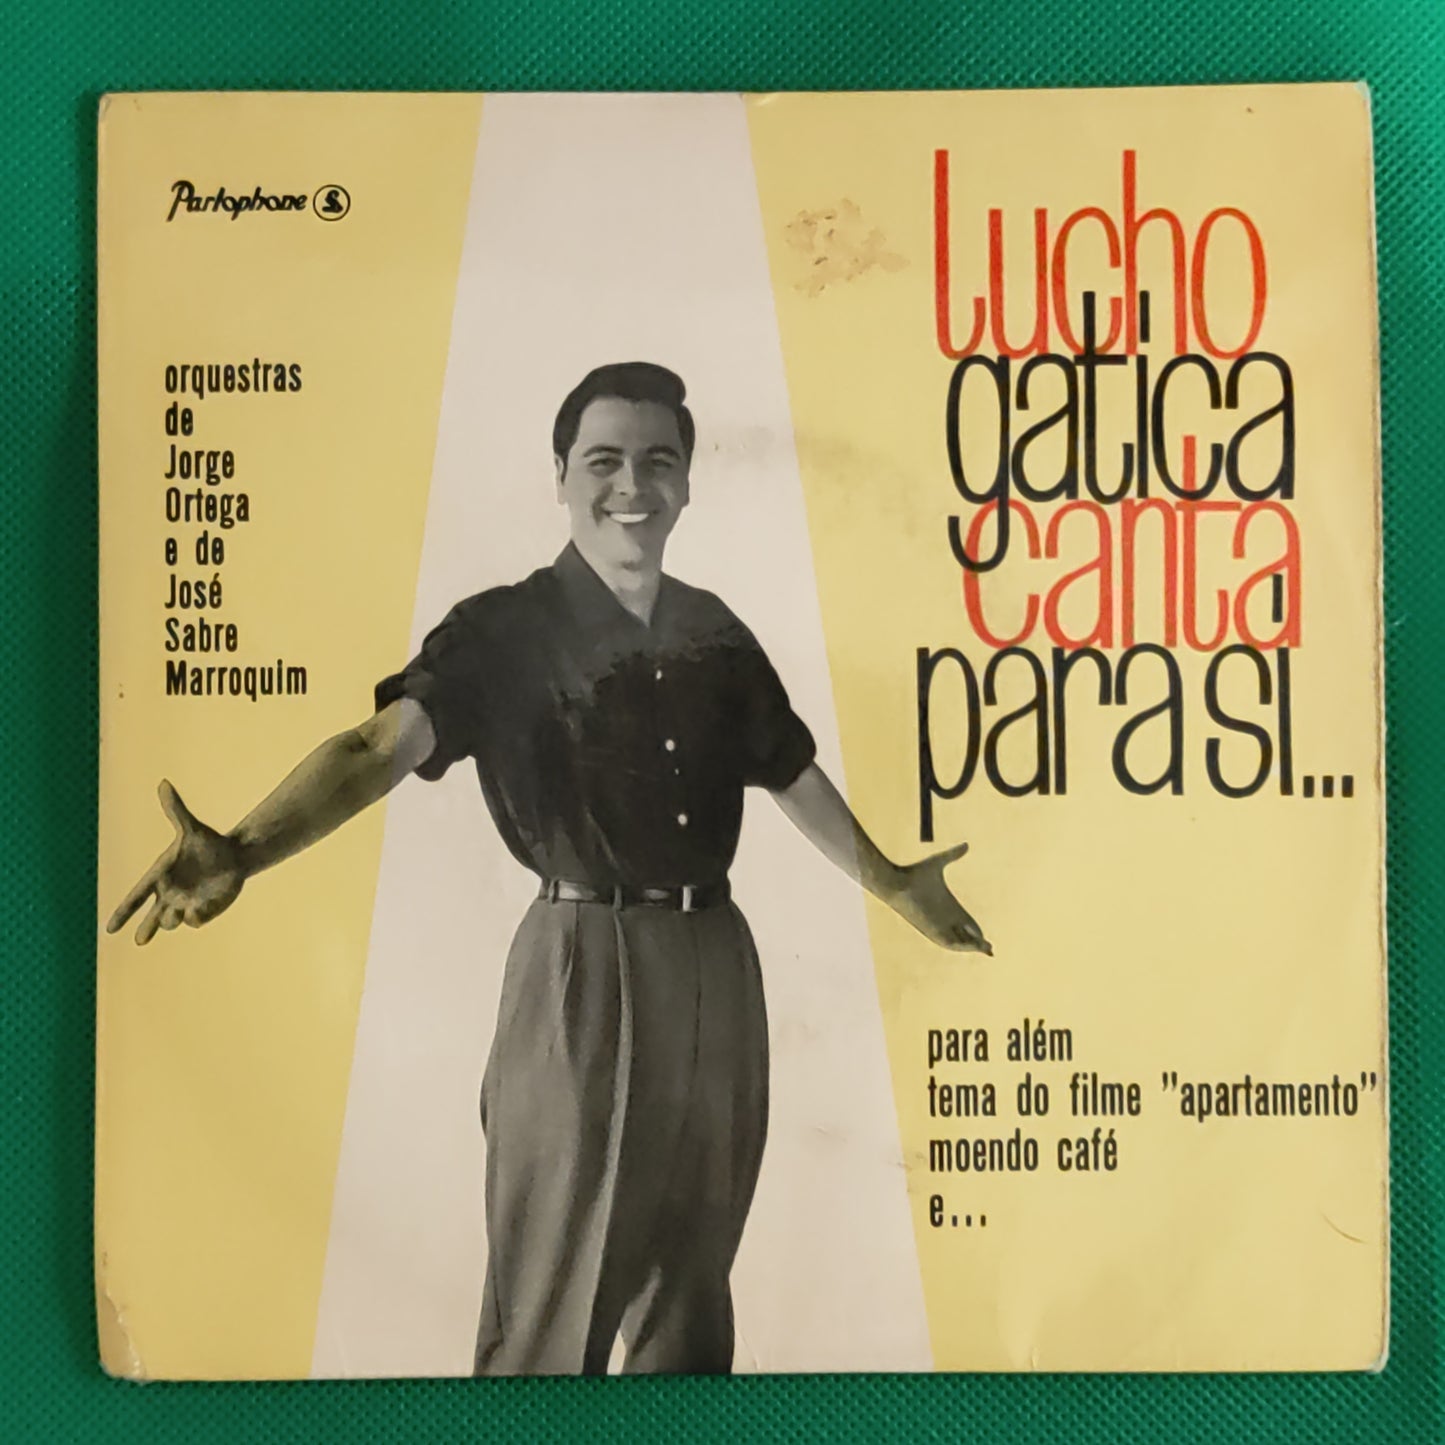 Parlophone
orquestras
de
Jorge
Ortega
e de
José
Sabre
Marroquim
lucho
gatica
canta
para si...
para além
tema do filme "apartamento"
moendo café
e...